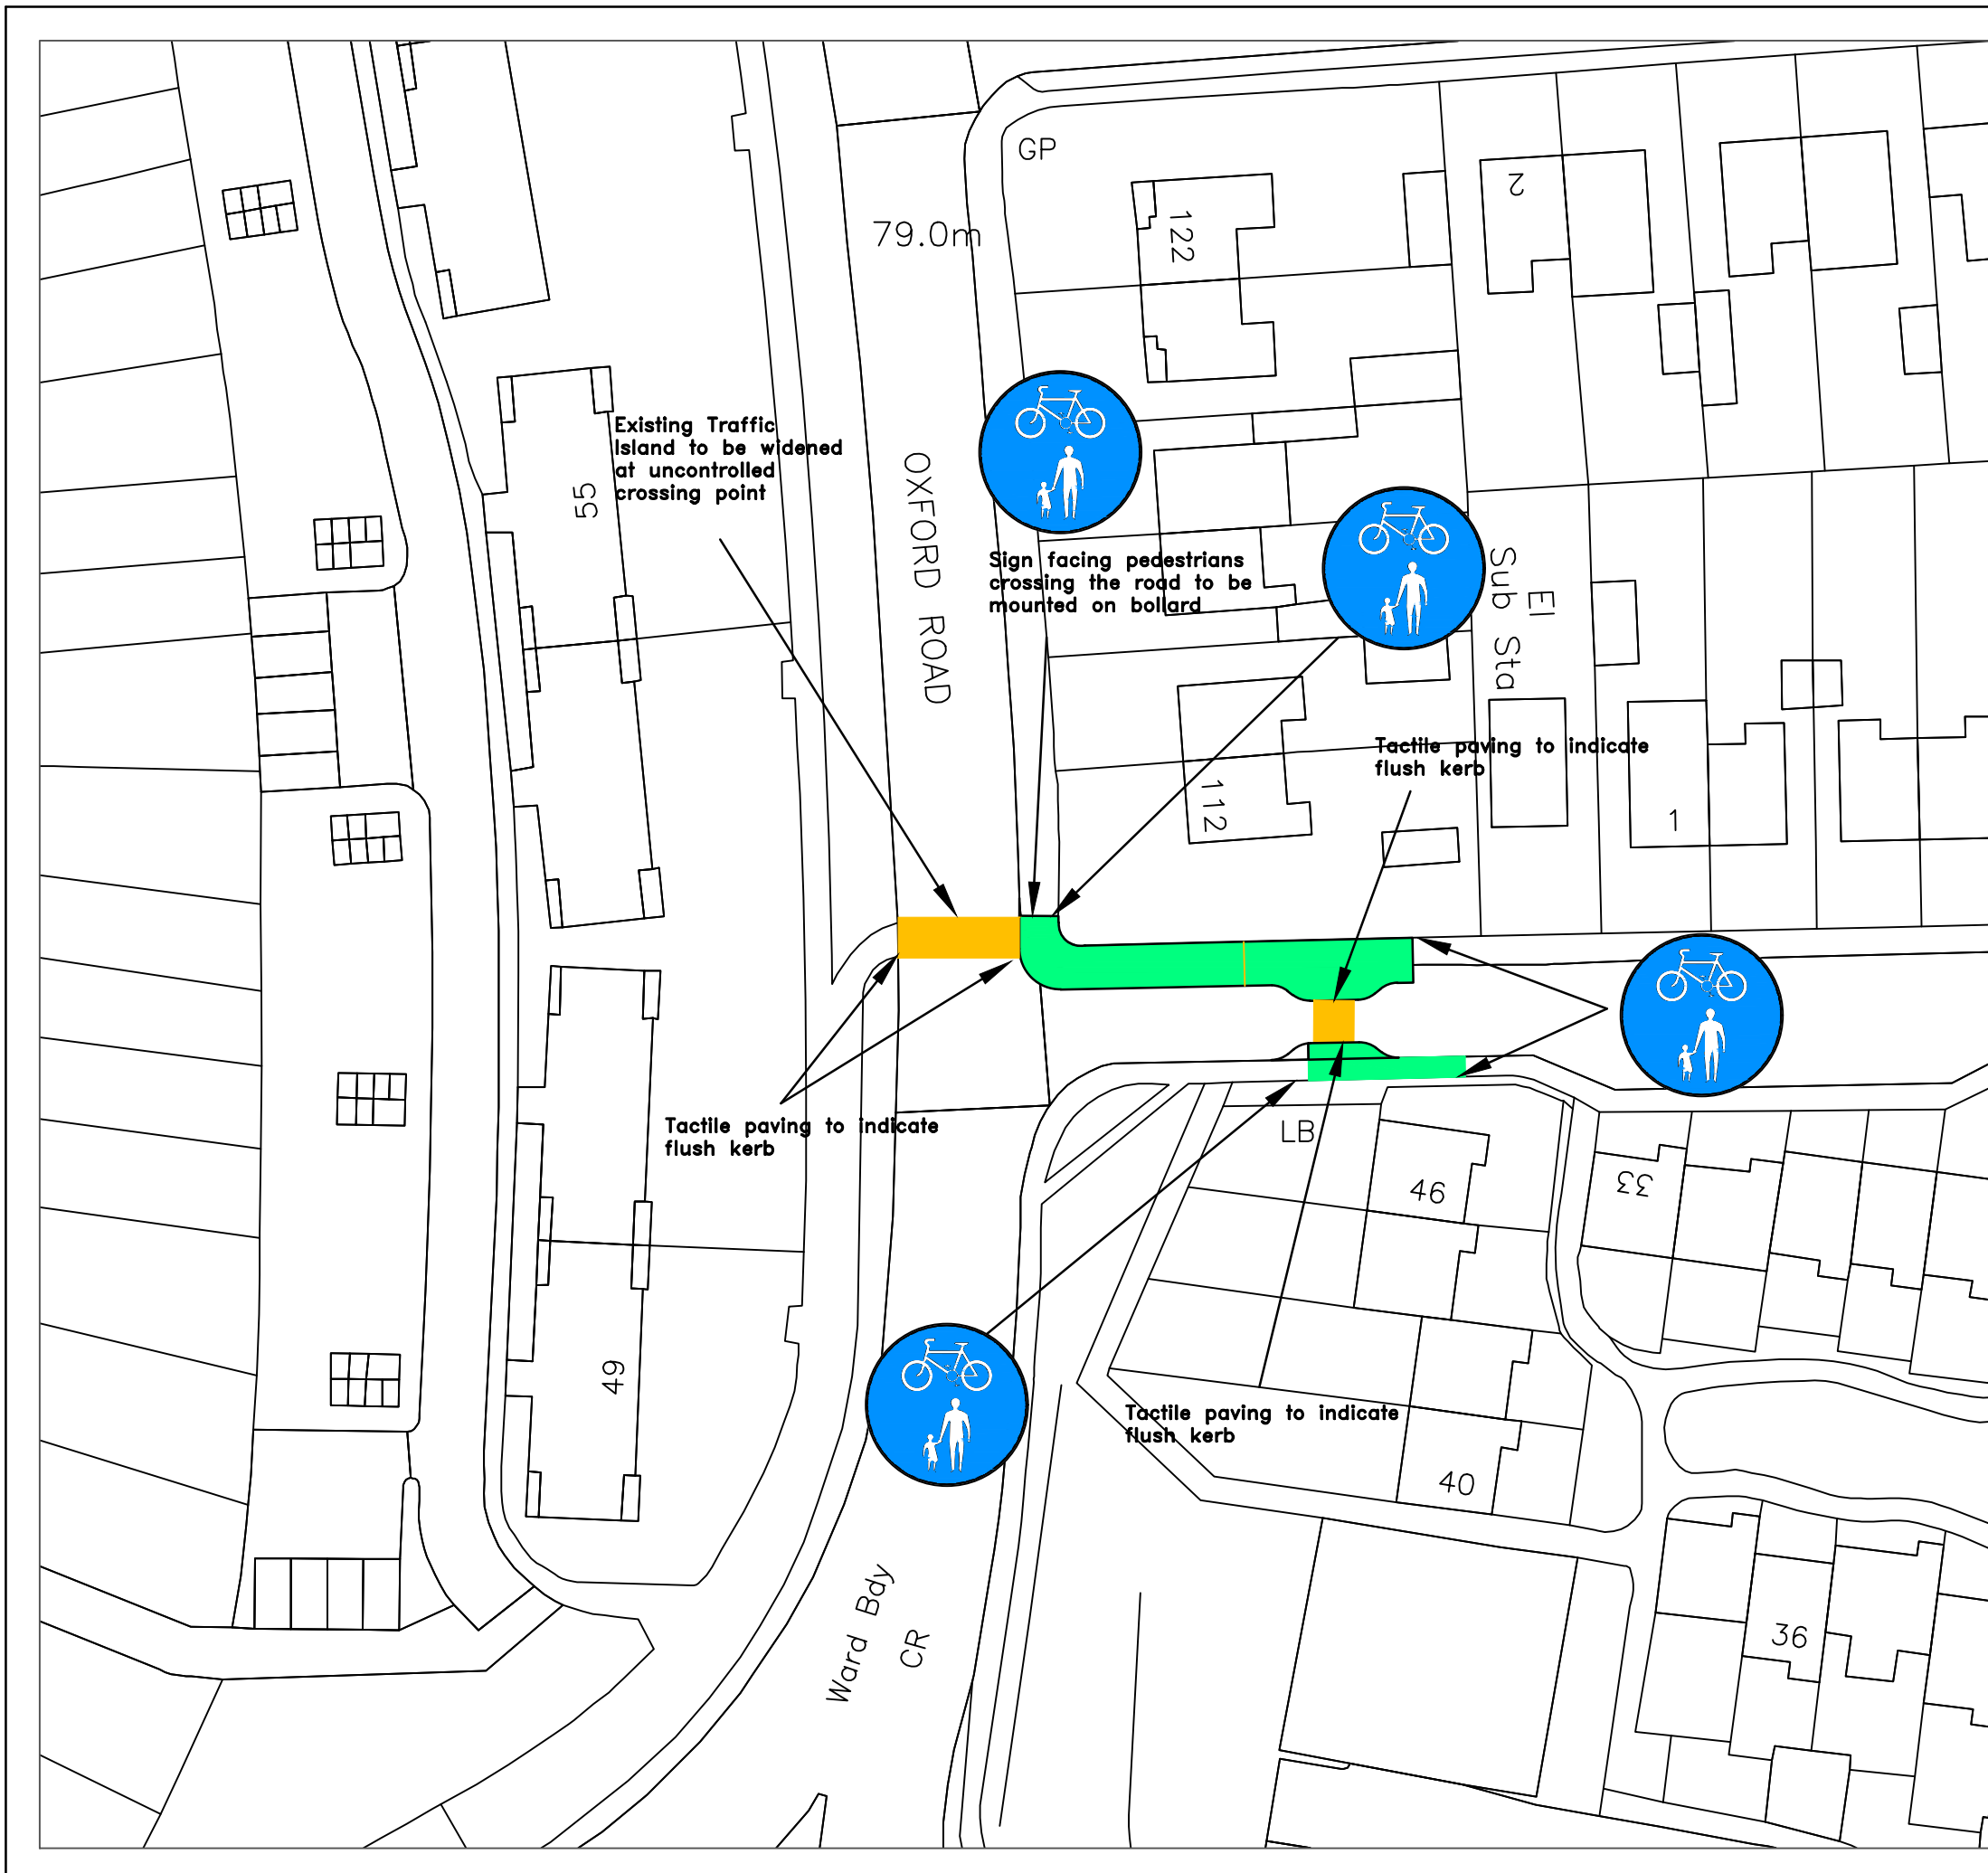 GP
2
122
79.0m
Existing Traffic
Island to be widened
at uncontrolled
crossing point
55
OXFORD ROAD
Sign facing pedestrians
crossing the road to be
mounted on bollard
El
Sub Sta
Tactile paving to indicate
flush kerb
112
1
Tactile paving to indicate
flush kerb
LB
46
33
49
Tactile paving to indicate
flush kerb
40
Ward Bdy
CR
36